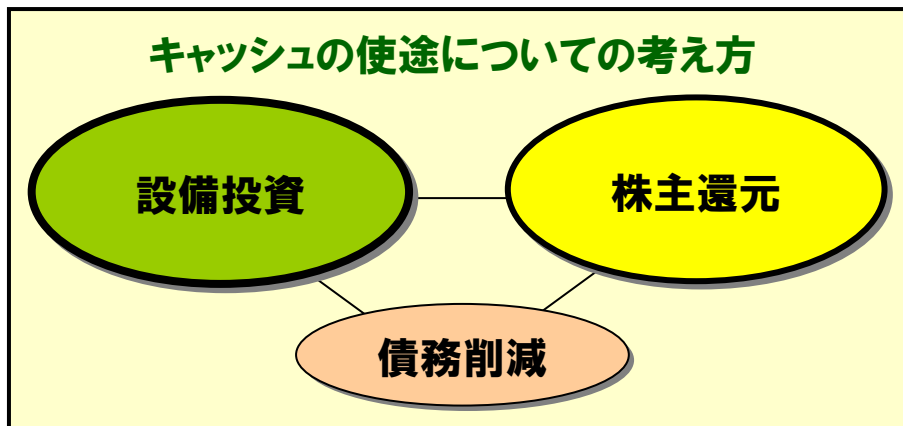 キャッシュの使途についての考え方
設備投資
株主還元
債務削減